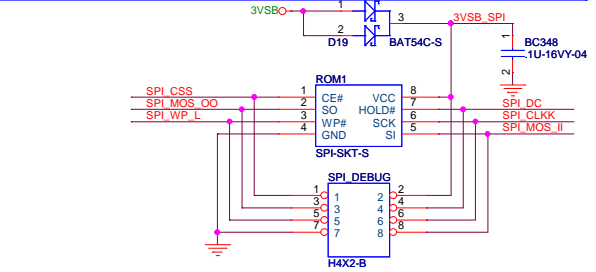 3VSB 1 3 3VSB_SPI
2
D19 BAT54C-S
1 BC348
.1U-16VY-04
2
ROM1
SPI_CSS 1 CE# VCC 8
SPI_MOS_OO 2 SO HOLD# 7 SPI_DC
SPI_WP_L 3 WP# SCK 6 SPI_CLKK
4 GND SI 5 SPI_MOS_II
SPI-SKT-S
SPI_DEBUG
1 1 2 2
3 3 4 4
5 5 6 6
7 7 8 8
H4X2-B